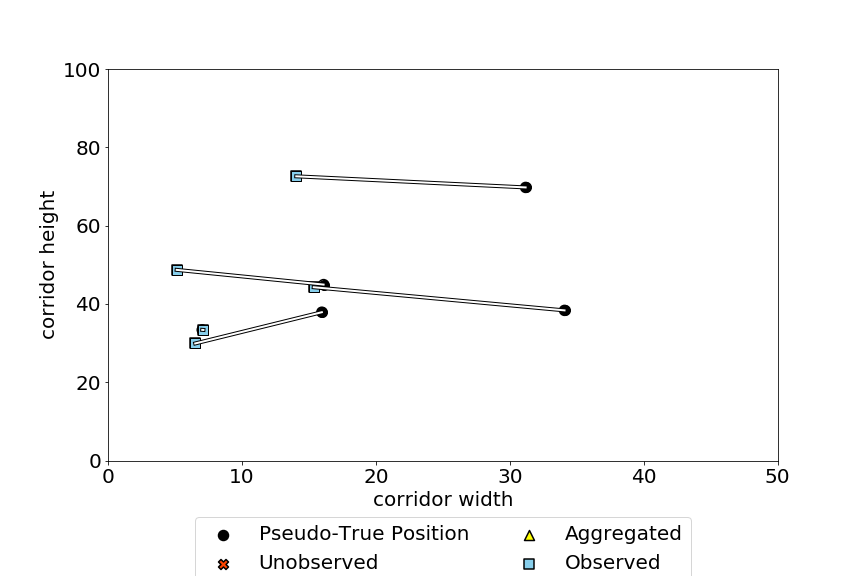 100
80
60
40
20
0
corridor height
0 10 20 30 40 50
corridor width
Pseudo-True Position Aggregated
Unobserved Observed